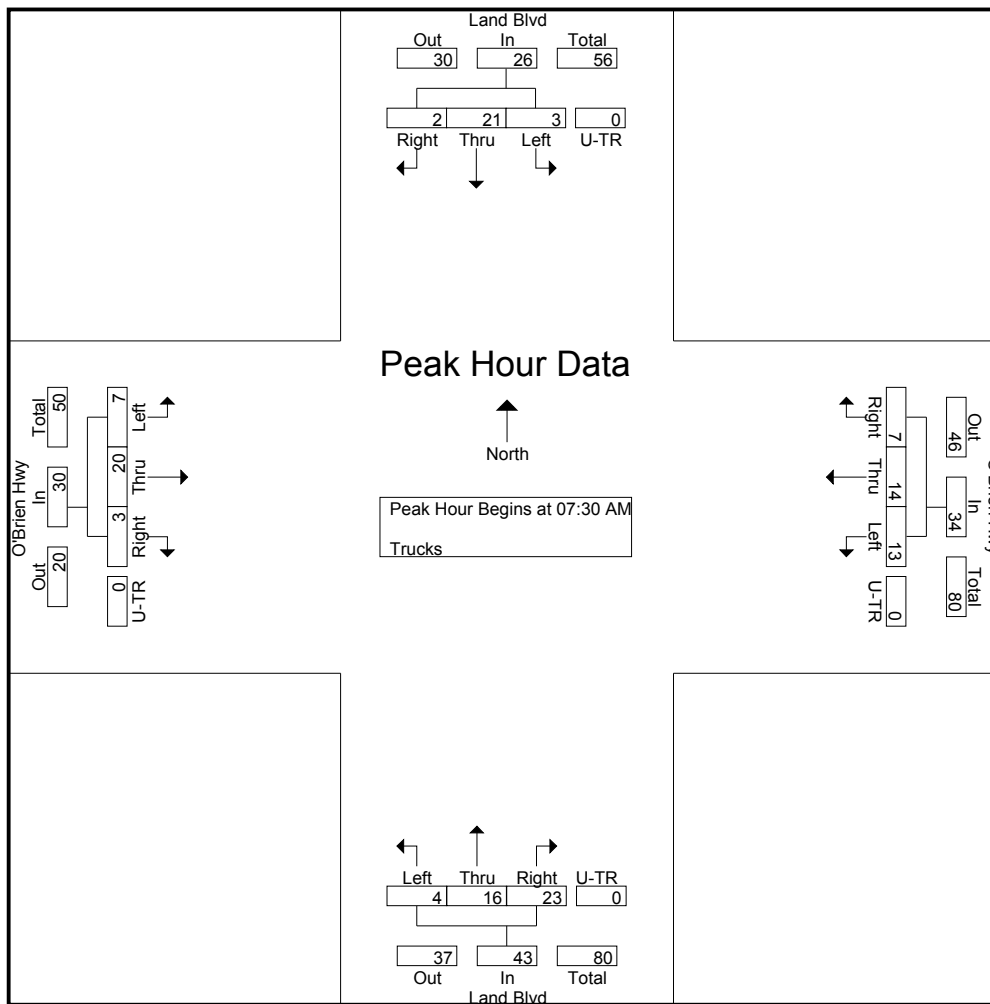 Land Blvd
Out In Total
30 26 56
2 21 3 0
Right Thru Left U-TR
Peak Hour Data
North
Peak Hour Begins at 07:30 AM
Trucks
O'Brien Hwy
Total In Out
50 30 20
7 20 3 0
Left Thru Right U-TR
Right Thru Left U-TR
7 14 13 0
Out In Total
46 34 80
Left Thru Right U-TR
4 16 23 0
37 43 80
Out In Total
Land Blvd